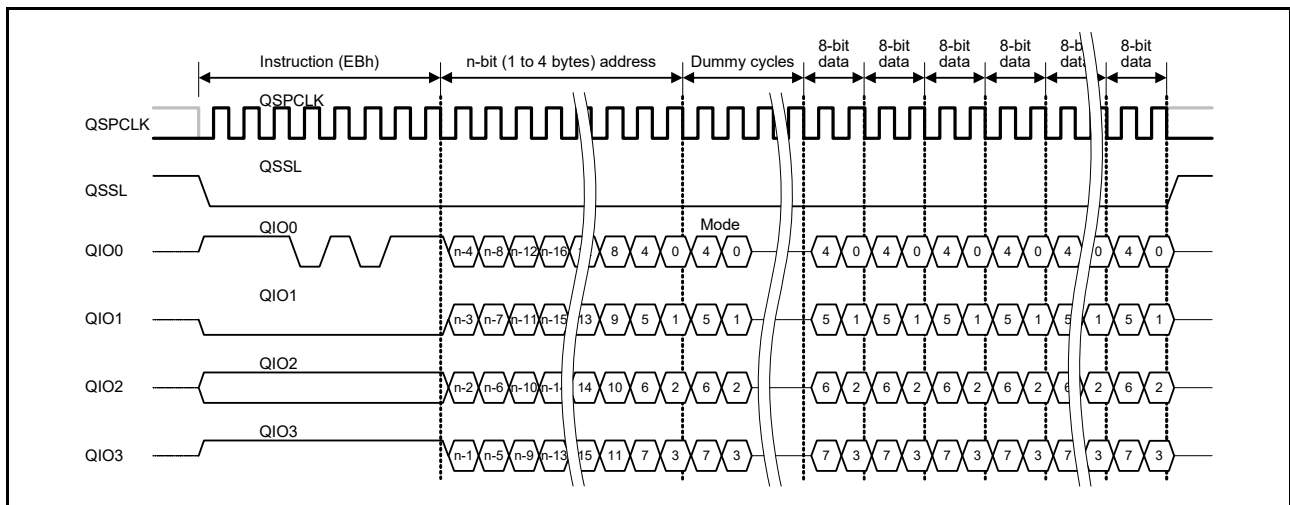 8-bit 8-bit 8-bit 8-bit 8-b 8-bit
Instruction (EBh) n-bit (1 to 4 bytes) address Dummy cycles data data data data data data
QSPCLK
QSPCLK
QSSL
QSSL
QIO0 Mode
QIO0 n-4 n-8 n-12 n-16 8 4 0 4 0 4 0 4 0 4 0 4 0 4 0 4 0
QIO1
QIO1 n-3 n-7 n-11 n-15 13 9 5 1 5 1 5 1 5 1 5 1 5 1 5 1 5 1
QIO2
QIO2 n-2 n-6 n-10 n-14 14 10 6 2 6 2 6 2 6 2 6 2 6 2 6 2 6 2
QIO3
QIO3 n-1 n-5 n-9 n-13 15 11 7 3 7 3 7 3 7 3 7 3 7 3 7 3 7 3